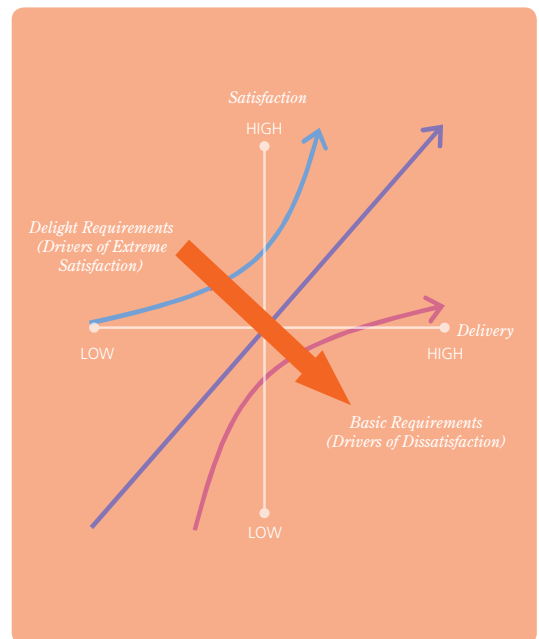 Satisfaction
HIGH
Delight Requirements
(Drivers of Extreme
Satisfaction)
Delivery
LOW
HIGH
Basic Requirements
(Drivers of Dissatisfaction)
LOW